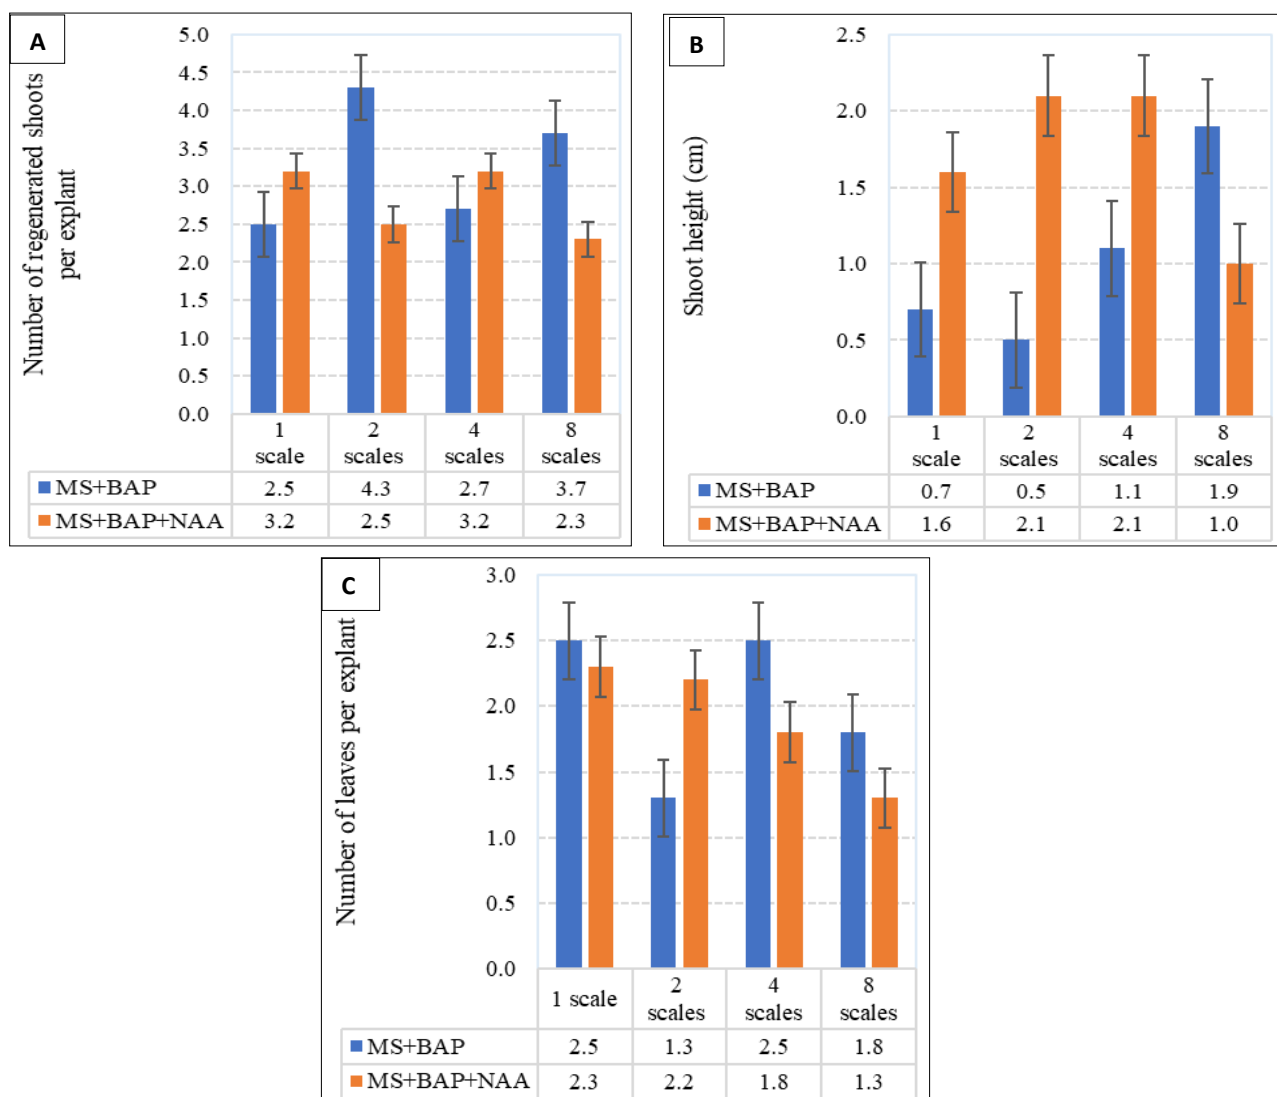 A
Number of regenerated shoots
per explant
5.0
4.5
4.0
3.5
3.0
2.5
2.0
1.5
1.0
0.5
0.0
1 scale 2 scales 4 scales 8 scales
MS+BAP 2.5 4.3 2.7 3.7
MS+BAP+NAA 3.2 2.5 3.2 2.3
B
Shoot height (cm)
2.5
2.0
1.5
1.0
0.5
0.0
1 scale 2 scales 4 scales 8 scales
MS+BAP 0.7 0.5 1.1 1.9
MS+BAP+NAA 1.6 2.1 2.1 1.0
C
Number of leaves per explant
3.0
2.5
2.0
1.5
1.0
0.5
0.0
1 scale 2 scales 4 scales 8 scales
MS+BAP 2.5 1.3 2.5 1.8
MS+BAP+NAA 2.3 2.2 1.8 1.3